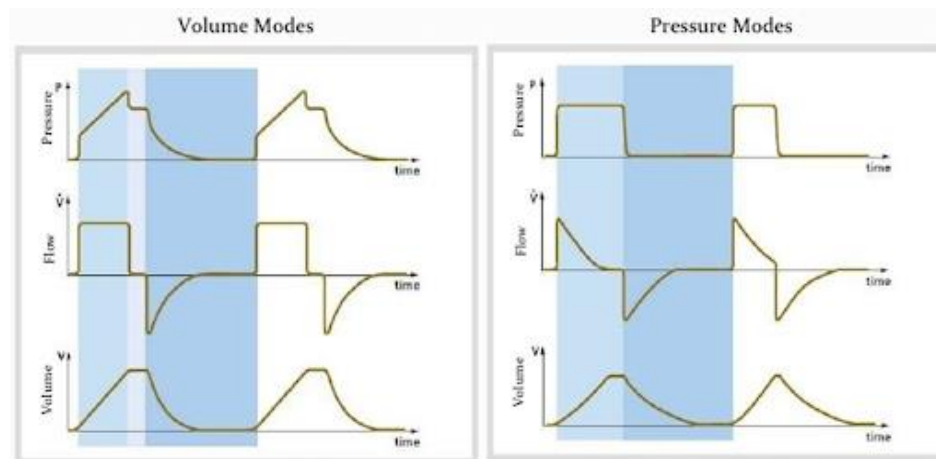 Volume Modes
Pressure
P
time
Flow
V̇
time
Volume
V
time
Pressure Modes
Pressure
P
time
Flow
V̇
time
Volume
V
time